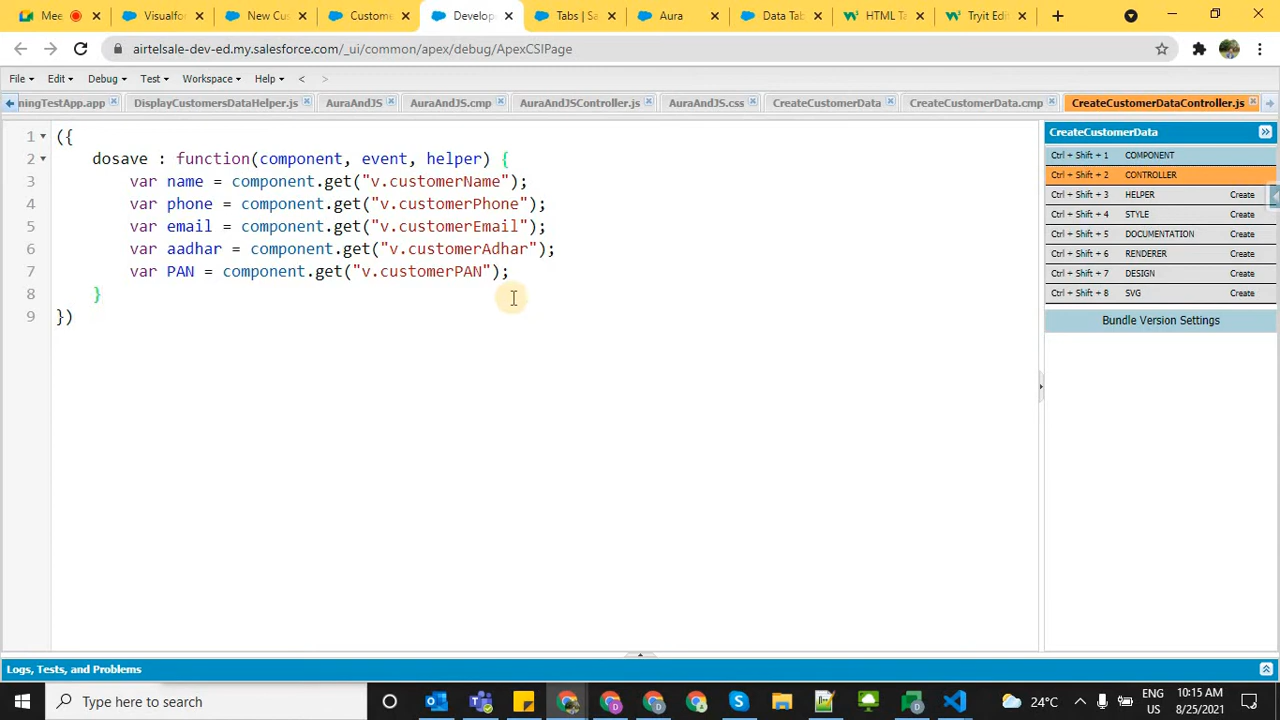 Mee
Visualfor
New Cus
Custome
Develop
Tabs | Sa
Aura
Data Tab
HTML Ta
Tryit Edit
airtelsale-dev-ed.my.salesforce.com/_ui/common/apex/debug/ApexCSIPage
File Edit Debug Test Workspace Help < >
ningTestApp.app DisplayCustomersDataHelper.js AuraAndJS AuraAndJS.cmp AuraAndJSController.js AuraAndJS.css CreateCustomerData CreateCustomerData.cmp CreateCustomerDataController.js
1 ({
2 dosave : function(component, event, helper) {
3 var name = component.get("v.customerName");
4 var phone = component.get("v.customerPhone");
5 var email = component.get("v.customerEmail");
6 var aadhar = component.get("v.customerAdhar");
7 var PAN = component.get("v.customerPAN");
8 }
9 })
CreateCustomerData
Ctrl + Shift + 1 COMPONENT
Ctrl + Shift + 2 CONTROLLER
Ctrl + Shift + 3 HELPER Create
Ctrl + Shift + 4 STYLE Create
Ctrl + Shift + 5 DOCUMENTATION Create
Ctrl + Shift + 6 RENDERER Create
Ctrl + Shift + 7 DESIGN Create
Ctrl + Shift + 8 SVG Create
Bundle Version Settings
Logs, Tests, and Problems
Type here to search
24°C
ENG
US
10:15 AM
8/25/2021